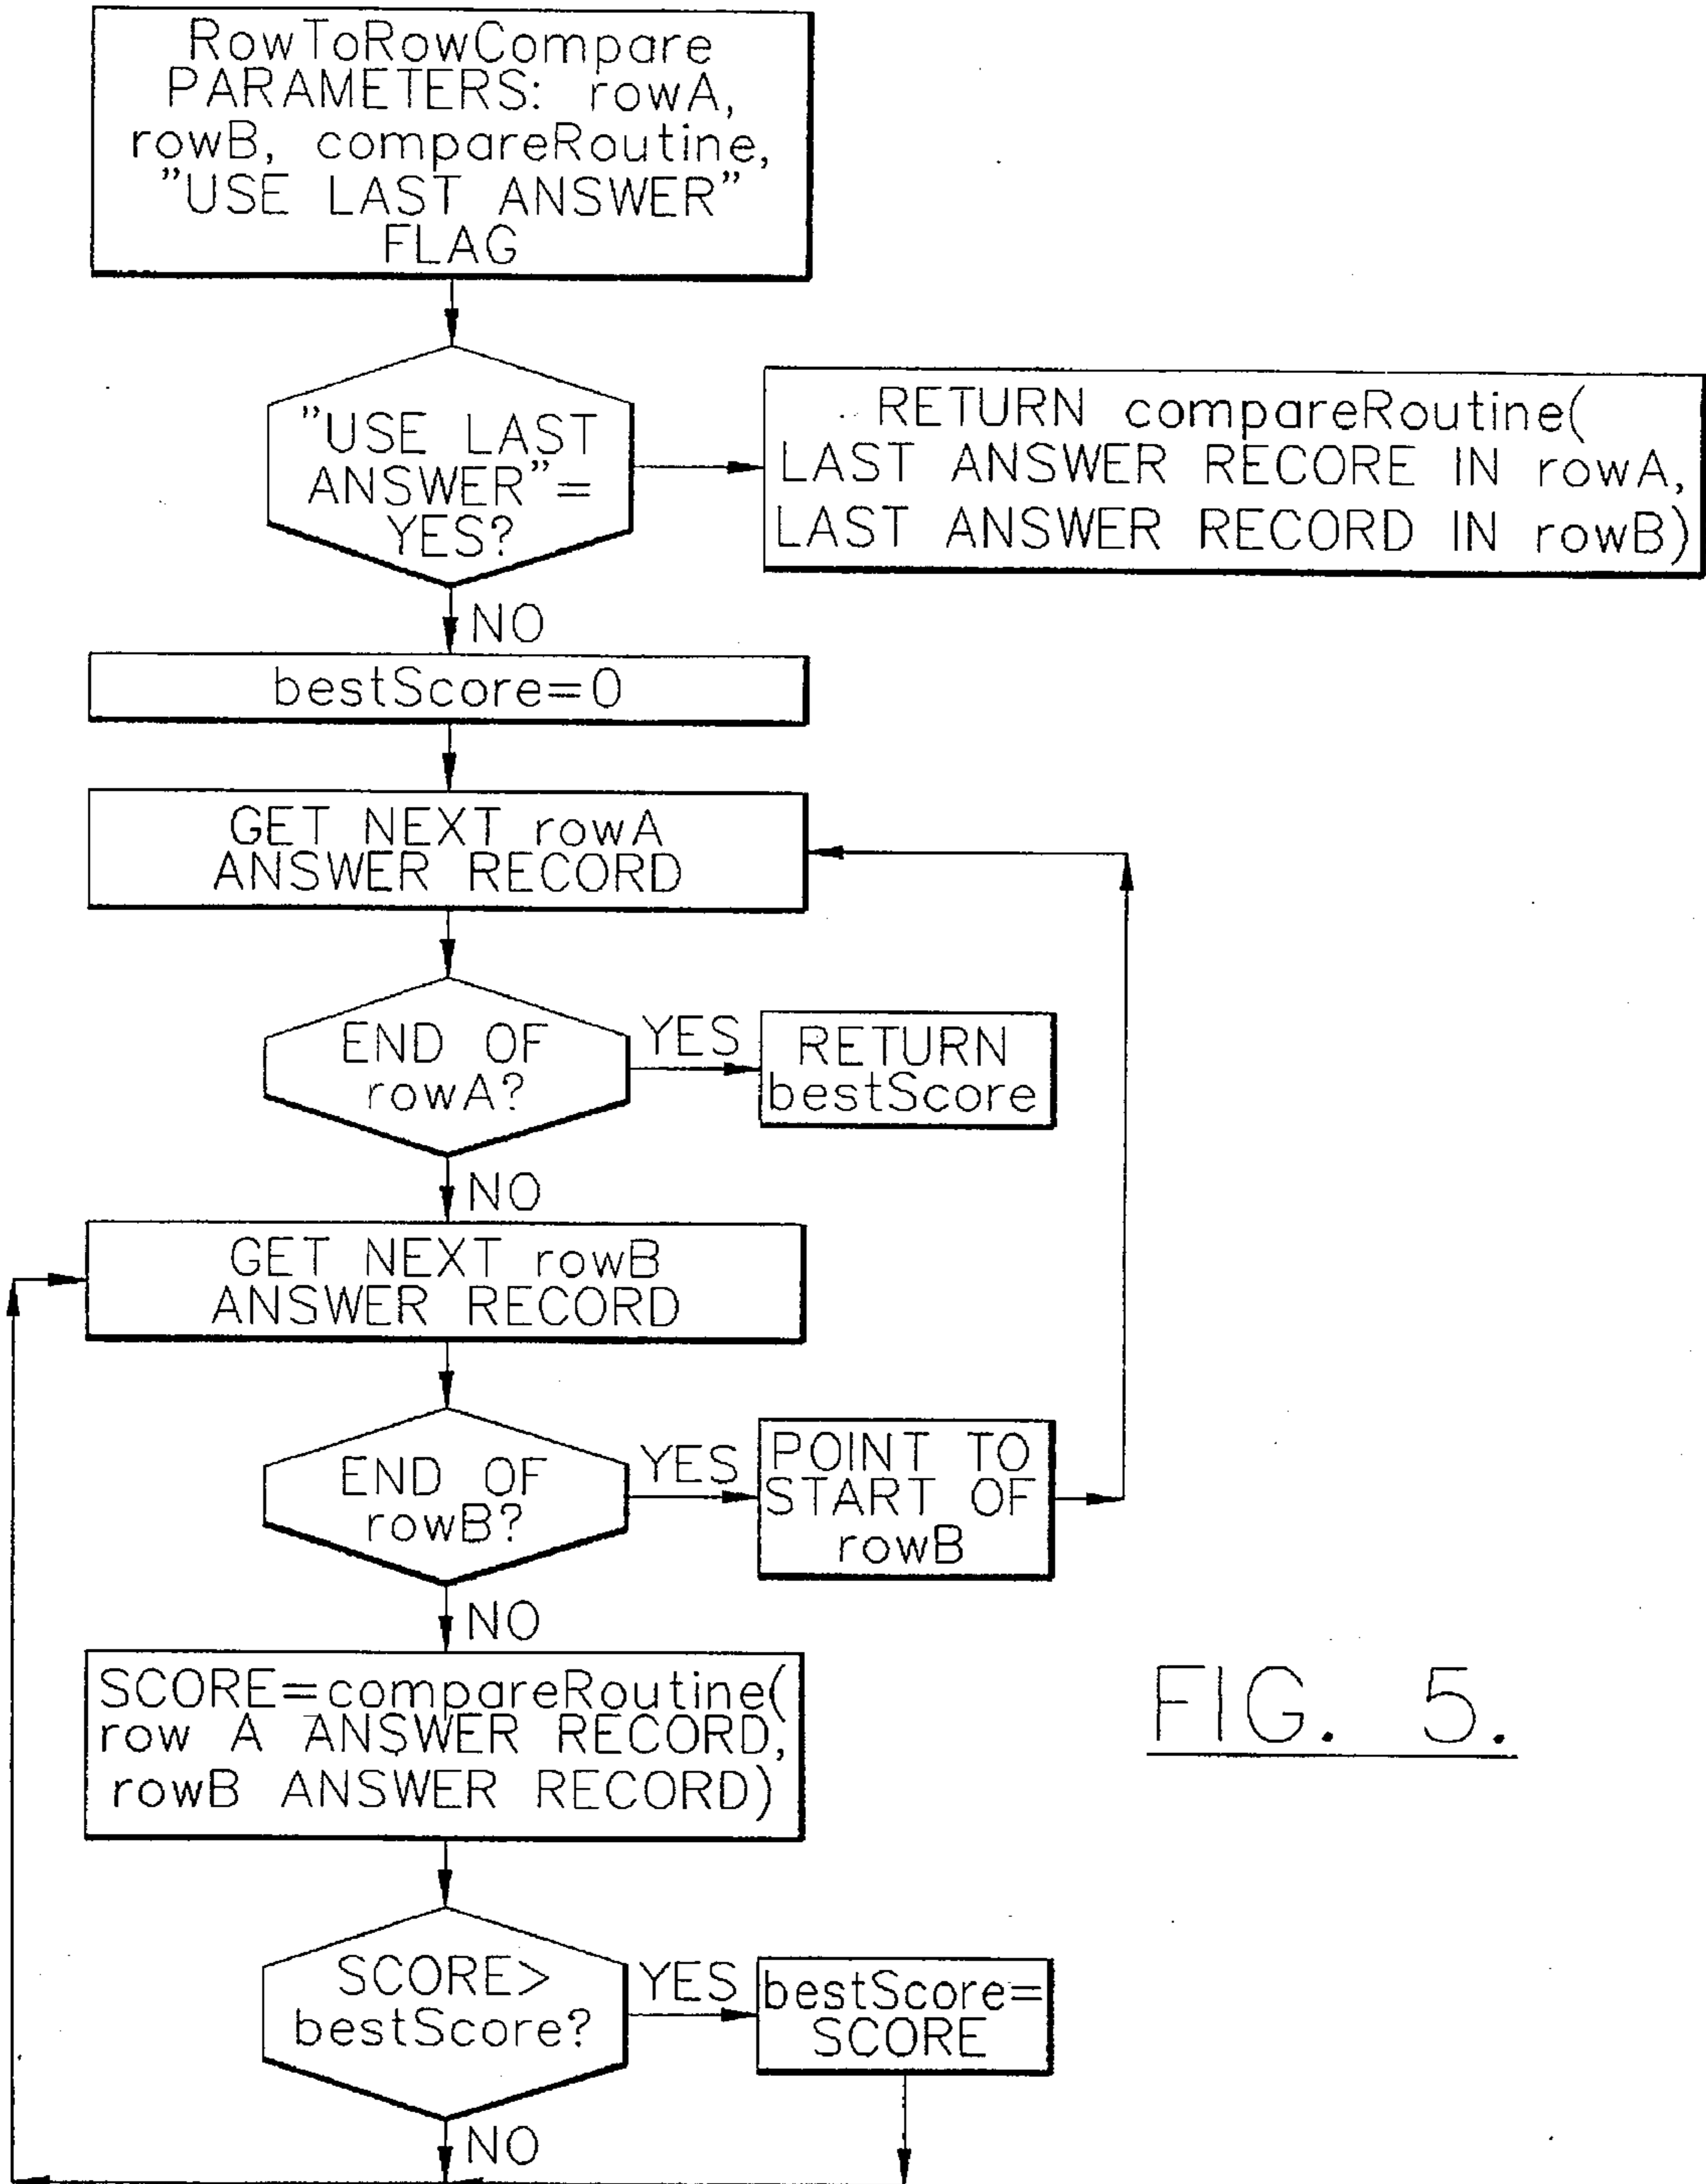 RowToRowCompare
PARAMETERS: rowA,
rowB, compareRoutine,
"USE LAST ANSWER"
FLAG
"USE LAST
ANSWER"=
YES?
RETURN compareRoutine(
LAST ANSWER RECORE IN rowA,
LAST ANSWER RECORD IN rowB)
NO
bestScore=0
GET NEXT rowA
ANSWER RECORD
END OF
rowA?
YES
RETURN
bestScore
NO
GET NEXT rowB
ANSWER RECORD
END OF
rowB?
YES
POINT TO
START OF
rowB
NO
SCORE=compareRoutine(
row A ANSWER RECORD,
rowB ANSWER RECORD)
FIG. 5.
SCORE>
bestScore?
YES
bestScore=
SCORE
NO